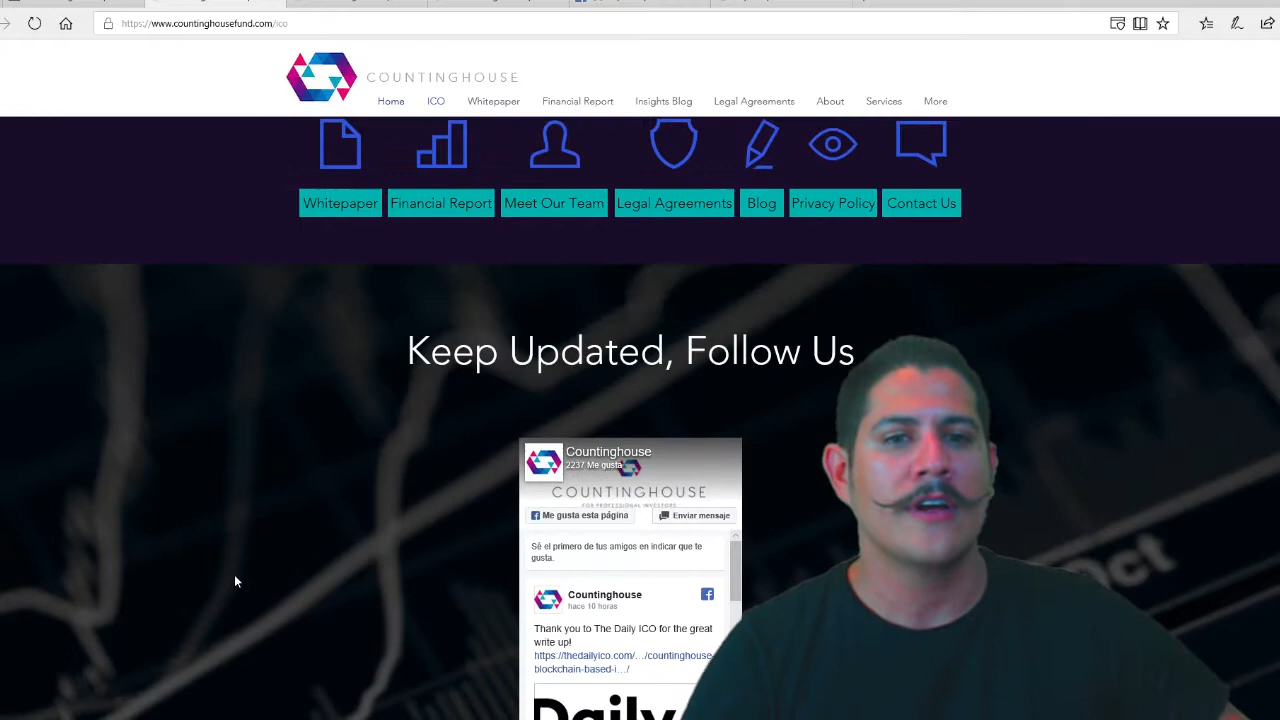 https://www.countinghousefund.com/ico
COUNTINGHOUSE
Home ICO Whitepaper Financial Report Insights Blog Legal Agreements About Services More
Whitepaper Financial Report Meet Our Team Legal Agreements Blog Privacy Policy Contact Us
Keep Updated, Follow Us
Countinghouse
2237 Me gusta
COUNTINGHOUSE
FOR PROFESSIONAL INVESTORS
Me gusta esta página Enviar mensaje
Sé el primero de tus amigos en indicar que te
gusta.
Countinghouse
hace 10 horas
Thank you to The Daily ICO for the great
write up!
https://thedailyico.com/…/countinghouse-
blockchain-based-i…/
Daily
Oct